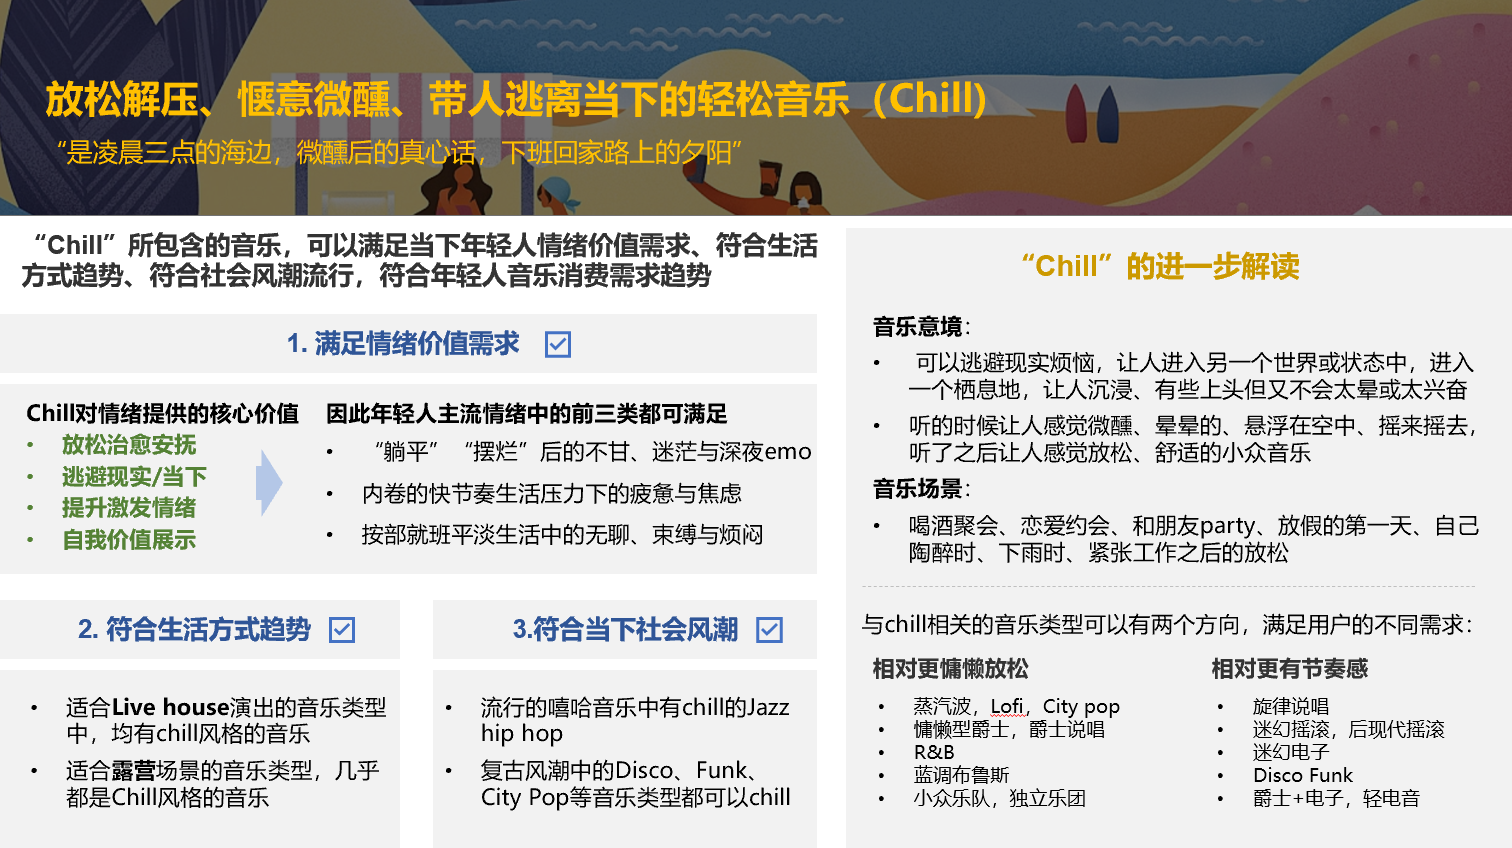 放松解压、惬意微醺、带人逃离当下的轻松音乐（Chill)
“是凌晨三点的海边，微醺后的真心话，下班回家路上的夕阳”
“Chill”所包含的音乐，可以满足当下年轻人情绪价值需求、符合生活
方式趋势、符合社会风潮流行，符合年轻人音乐消费需求趋势
1. 满足情绪价值需求
Chill对情绪提供的核心价值
• 放松治愈安抚
• 逃避现实/当下
• 提升激发情绪
• 自我价值展示
因此年轻人主流情绪中的前三类都可满足
• “躺平”“摆烂”后的不甘、迷茫与深夜emo
• 内卷的快节奏生活压力下的疲惫与焦虑
• 按部就班平淡生活中的无聊、束缚与烦闷
2. 符合生活方式趋势
• 适合Live house演出的音乐类型
中，均有chill风格的音乐
• 适合露营场景的音乐类型，几乎
都是Chill风格的音乐
3.符合当下社会风潮
• 流行的嘻哈音乐中有chill的Jazz
hip hop
• 复古风潮中的Disco、Funk、
City Pop等音乐类型都可以chill
“Chill”的进一步解读
音乐意境：
• 可以逃避现实烦恼，让人进入另一个世界或状态中，进入
一个栖息地，让人沉浸、有些上头但又不会太晕或太兴奋
• 听的时候让人感觉微醺、晕晕的、悬浮在空中、摇来摇去，
听了之后让人感觉放松、舒适的小众音乐
音乐场景：
• 喝酒聚会、恋爱约会、和朋友party、放假的第一天、自己
陶醉时、下雨时、紧张工作之后的放松
与chill相关的音乐类型可以有两个方向，满足用户的不同需求：
相对更慵懒放松
• 蒸汽波，Lofi，City pop
• 慵懒型爵士，爵士说唱
• R&B
• 蓝调布鲁斯
• 小众乐队，独立乐团
相对更有节奏感
• 旋律说唱
• 迷幻摇滚，后现代摇滚
• 迷幻电子
• Disco Funk
• 爵士+电子，轻电音